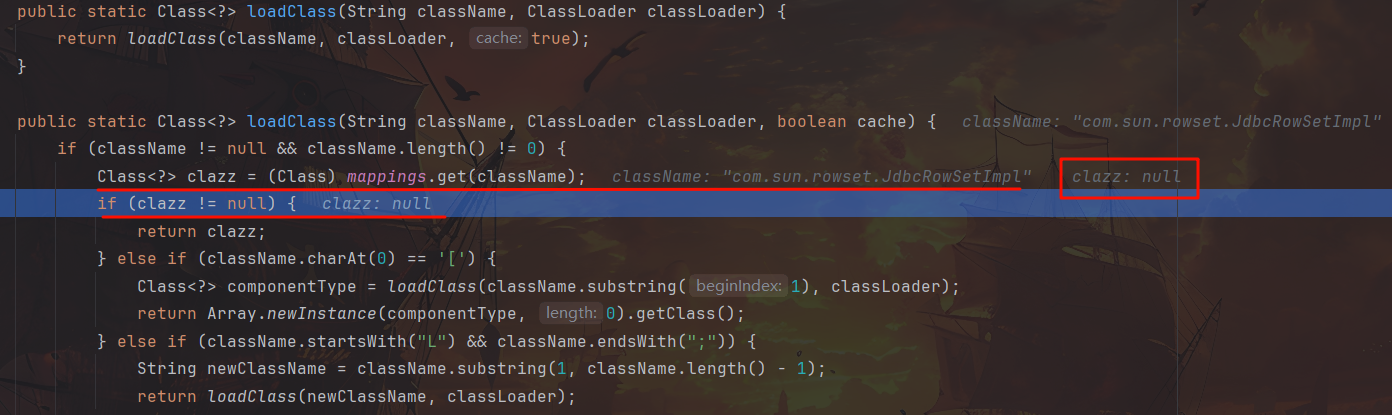 public static Class<?> loadClass(String className, ClassLoader classLoader) {
return loadClass(className, classLoader, cache: true);
}
public static Class<?> loadClass(String className, ClassLoader classLoader, boolean cache) { className: "com.sun.rowset.JdbcRowSetImpl"
if (className != null && className.length() != 0) {
Class<?> clazz = (Class) mappings.get(className); className: "com.sun.rowset.JdbcRowSetImpl" clazz: null
if (clazz != null) { clazz: null
return clazz;
} else if (className.charAt(0) == '[') {
Class<?> componentType = loadClass(className.substring( beginIndex: 1), classLoader);
return Array.newInstance(componentType, length: 0).getClass();
} else if (className.startsWith("L") && className.endsWith(";")) {
String newClassName = className.substring(1, className.length() - 1);
return loadClass(newClassName, classLoader);